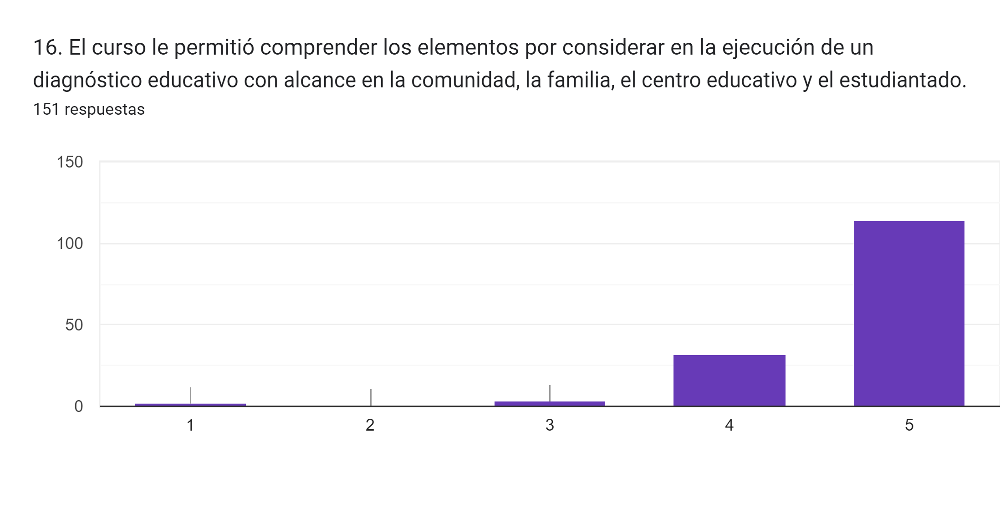 16. El curso le permitió comprender los elementos por considerar en la ejecución de un
diagnóstico educativo con alcance en la comunidad, la familia, el centro educativo y el estudiantado.
151 respuestas
150
100
50
0
1 2 3 4 5